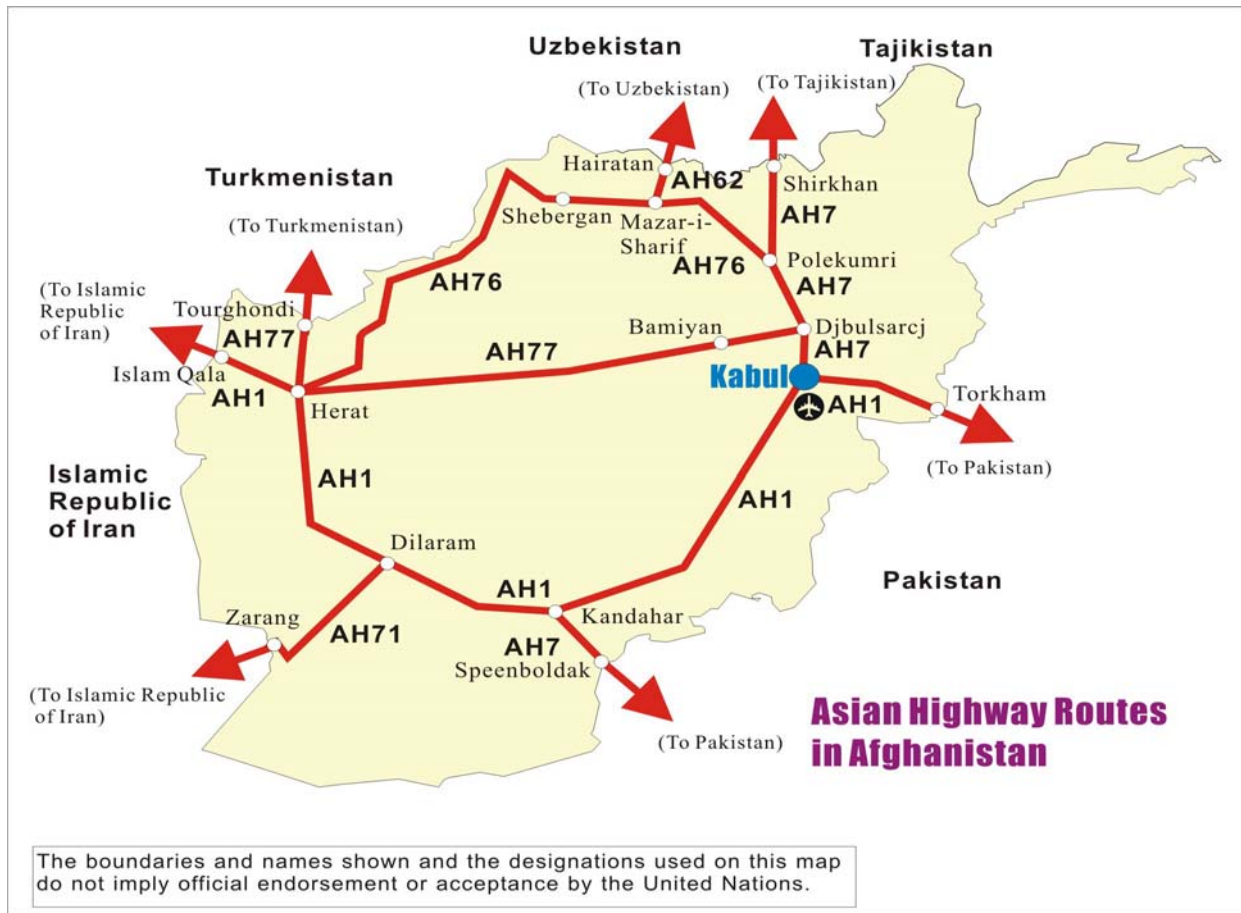 Uzbekistan
Tajikistan
(To Uzbekistan)
(To Tajikistan)
Hairatan
AH62
Shirkhan
Turkmenistan
Shebergan
Mazar-i-
Sharif
AH7
(To Turkmenistan)
AH76
Polekumri
AH76
AH7
(To Islamic
Republic
of Iran)
Tourghondi
AH77
Bamiyan
Djbulsarcj
AH77
AH7
Islam Qala
Kabul
AH1
Herat
AH1
Torkham
(To Pakistan)
Islamic
Republic
of Iran
AH1
AH1
Dilaram
Pakistan
AH1
Zarang
AH71
Kandahar
AH7
Speenboldak
(To Islamic Republic
of Iran)
(To Pakistan)
Asian Highway Routes
in Afghanistan
The boundaries and names shown and the designations used on this map
do not imply official endorsement or acceptance by the United Nations.